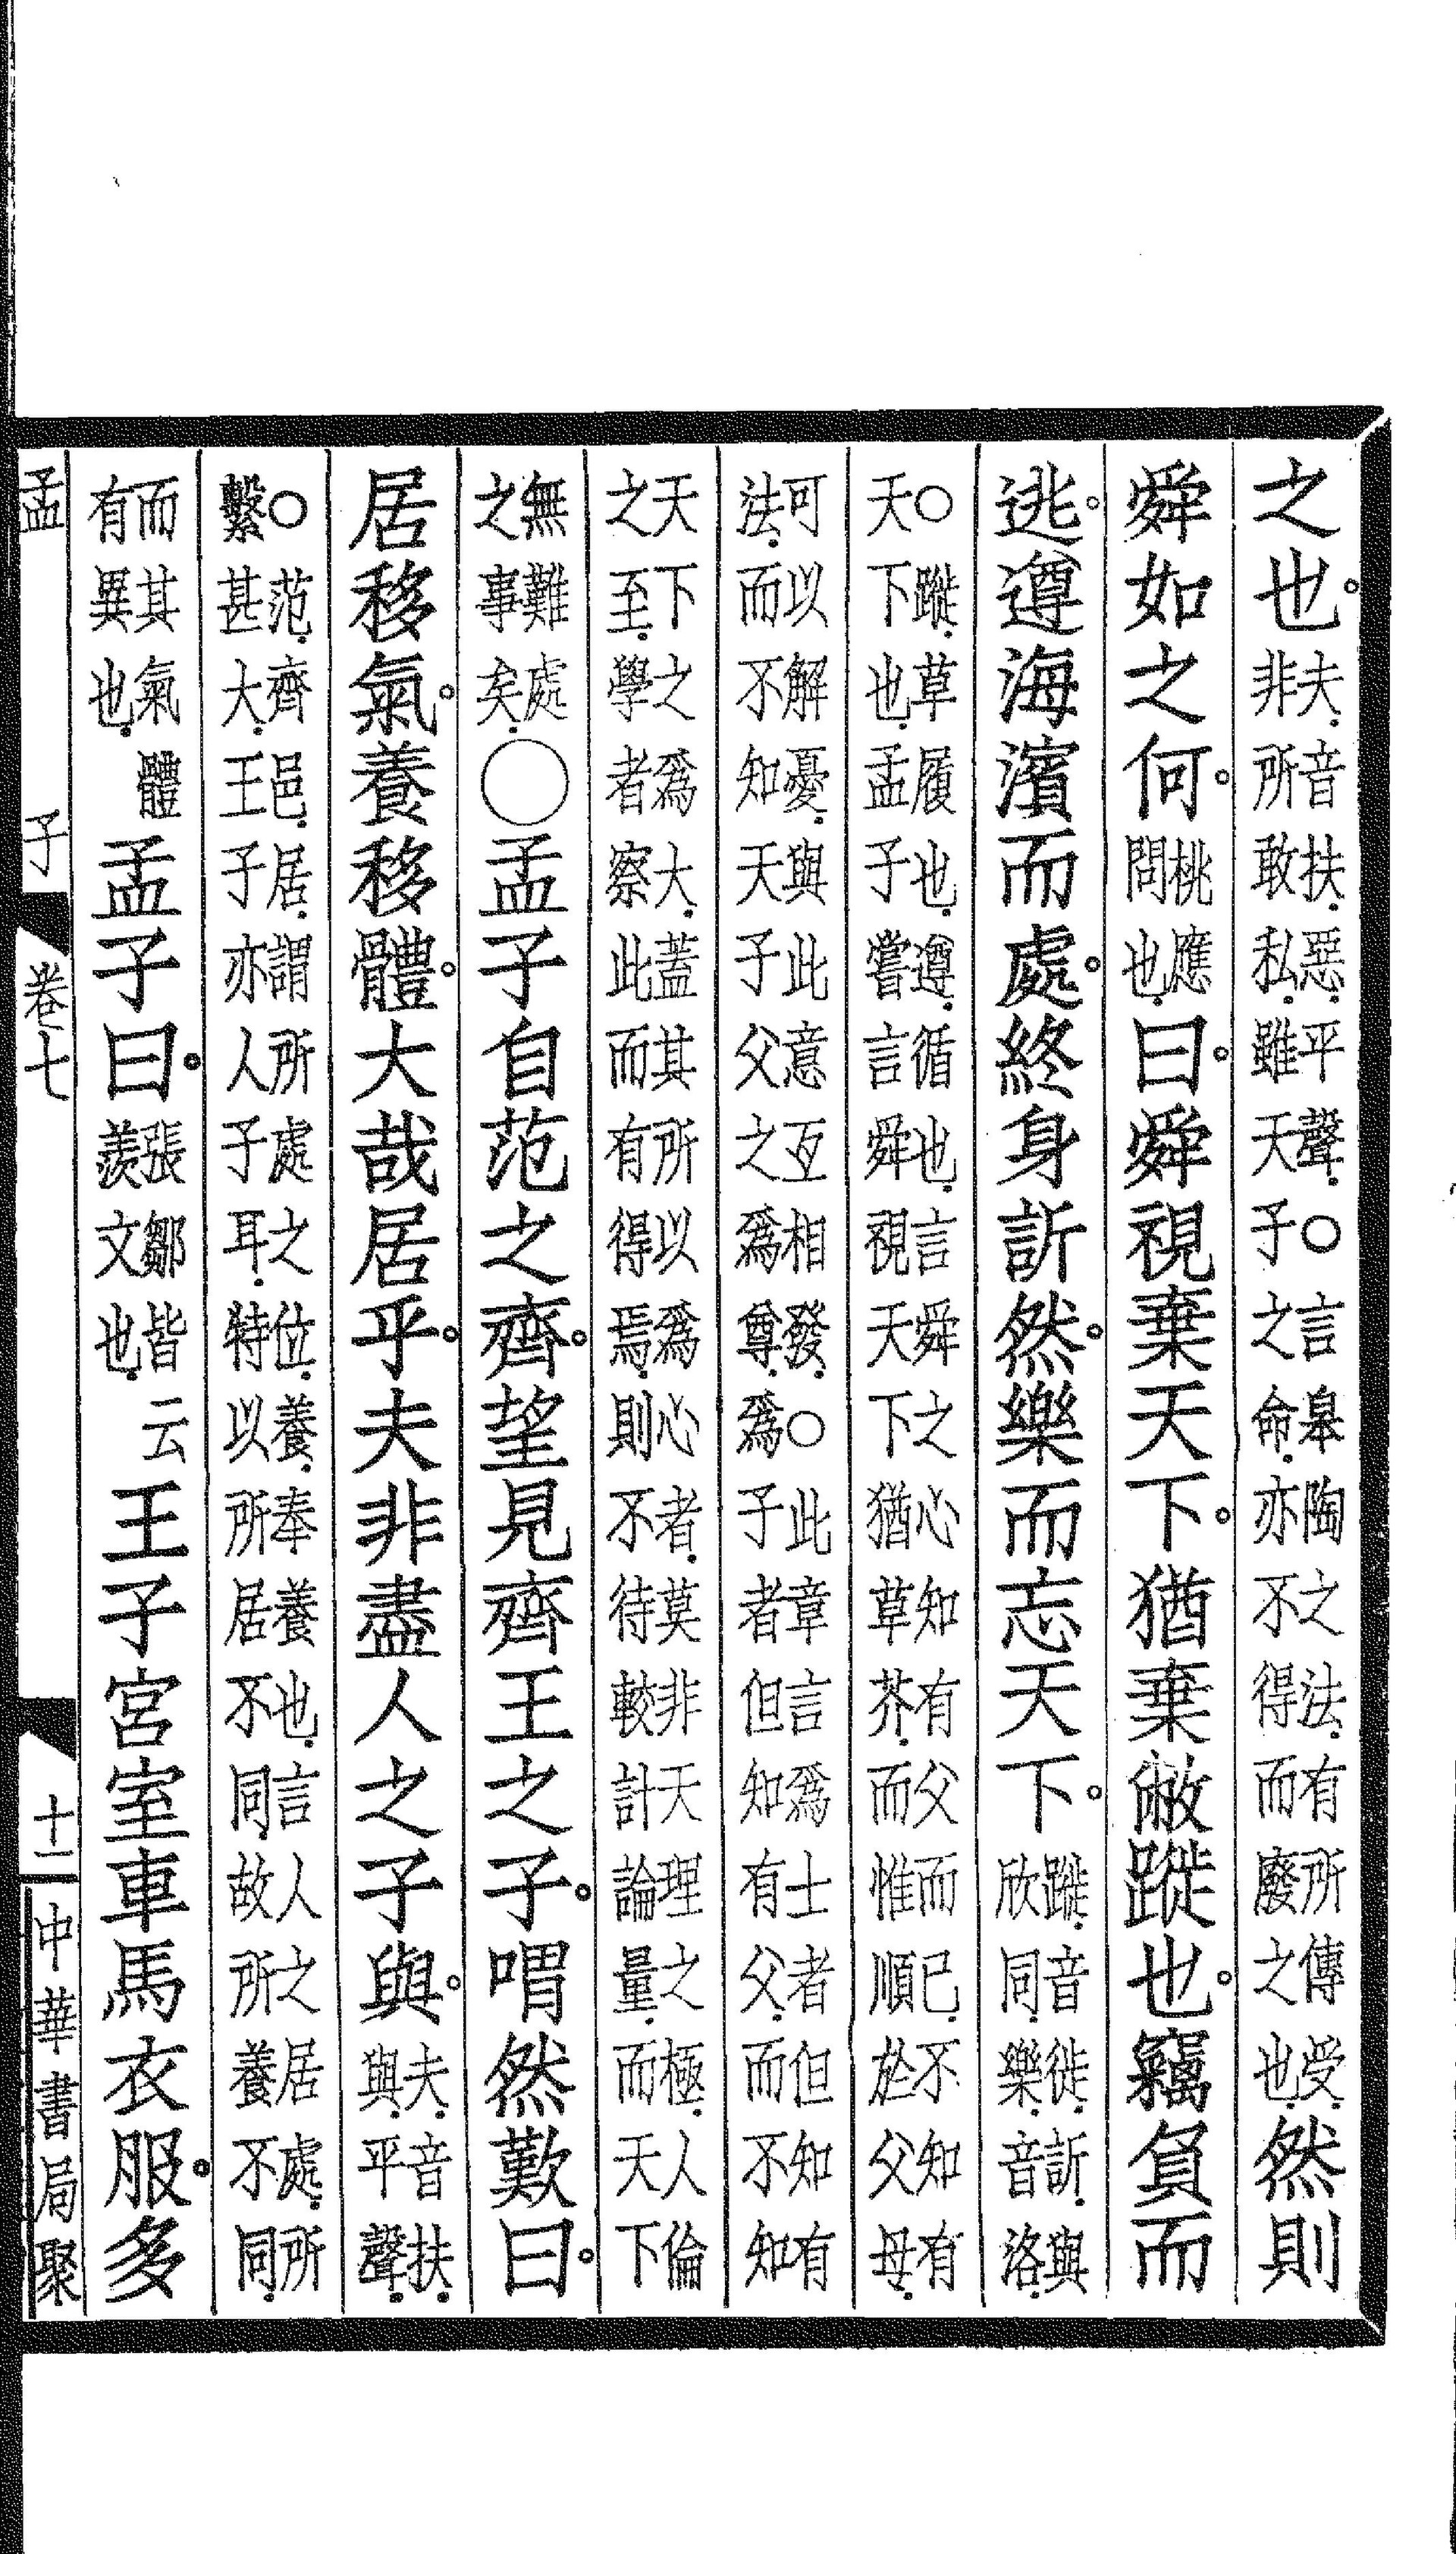 之也。夫.音扶.惡.平聲.○言皋陶之法.有所傳受.非所敢私.雖天子之命.亦不得而廢之也.然則
舜如之何。桃應問也.曰。舜視棄天下。猶棄敝蹝也。竊負而
逃。遵海濱而處。終身訢然。樂而忘天下。蹝.音徙.訢.與欣同.樂.音洛.
○蹝.草履也.遵.循也.言舜之心知有父而已.不知有
天下也.孟子嘗言舜視天下猶草芥.而惟順於父母.
可以解憂.與此意互相發.○此章言爲士者但知有
法.而不知天子父之爲尊.爲子者但知有父.而不知
天下之爲大.蓋其所以爲心者.莫非天理之極.人倫
之至.學者察此而有得焉.則不待較計論量.而天下
無難處之事矣.○孟子自范之齊。望見齊王之子。喟然歎曰。
居移氣。養移體。大哉居乎。夫非盡人之子與。夫.音扶.與.平聲.
○范.齊邑.居.謂所處之位.養.奉養也.言人之居處.所
繫甚大.王子亦人子耳.特以所居不同.故所養不同.
而其氣體有異也.孟子曰。張鄒皆云羨文也.王子宮室車馬衣服。多
孟子 卷七 十二 中華書局聚